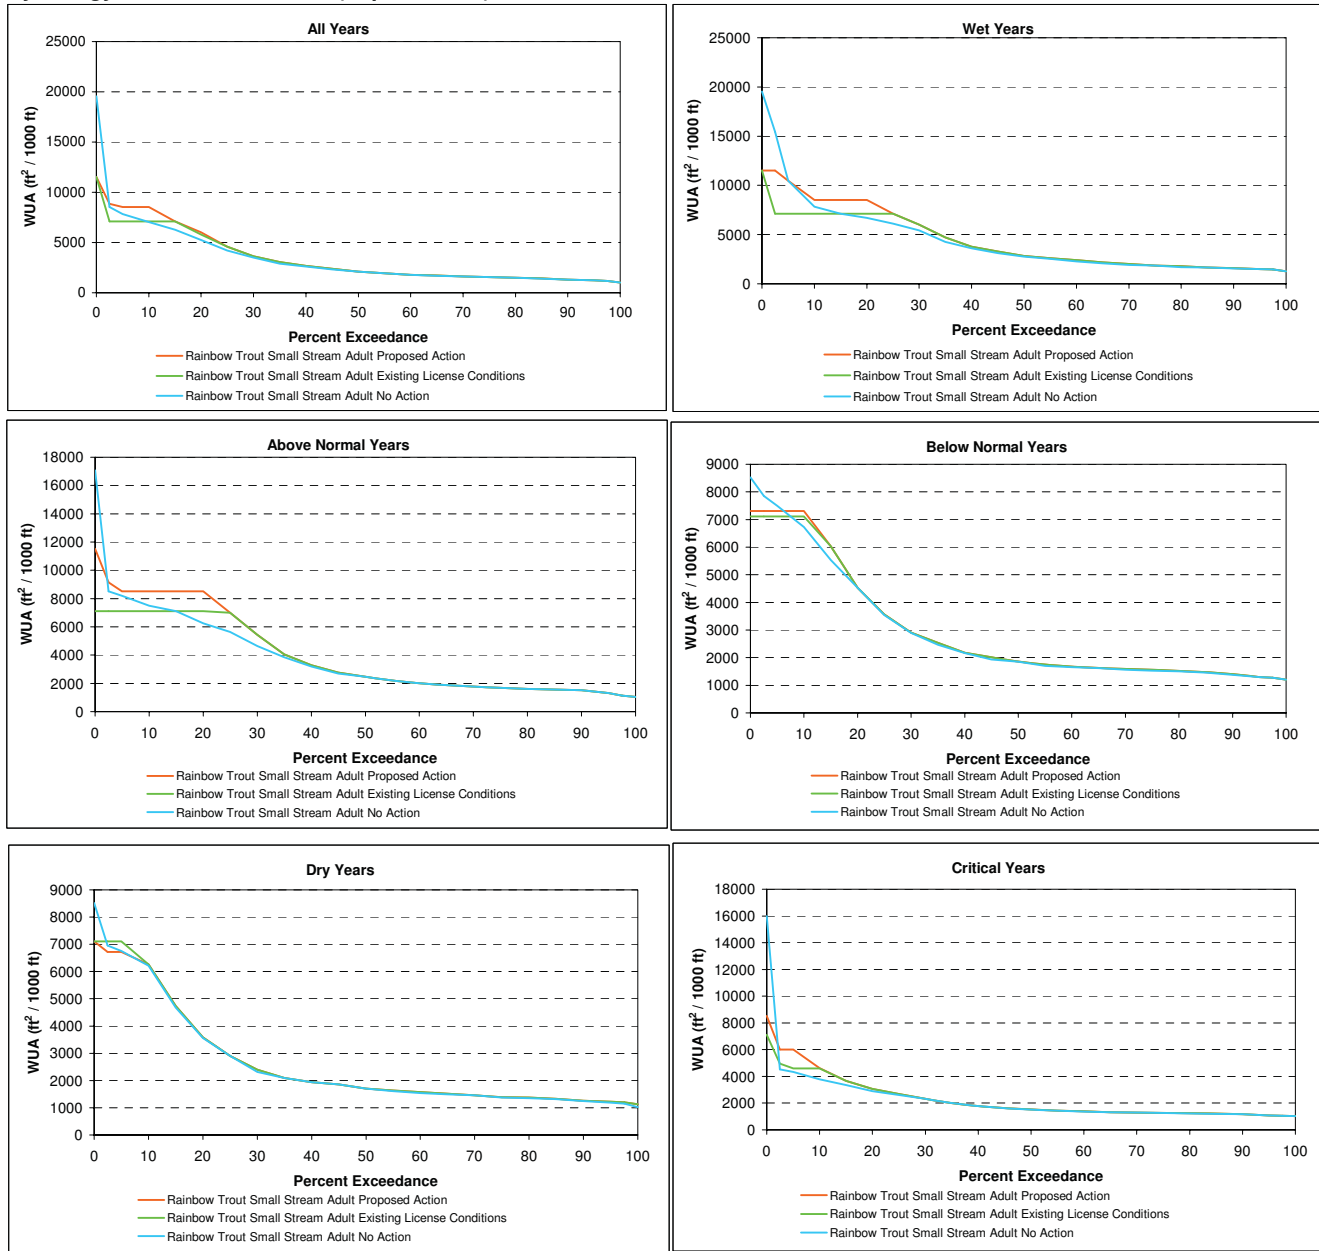 All Years
25000
20000
15000
10000
5000
0
WUA (ft² / 1000 ft)
0 10 20 30 40 50 60 70 80 90 100
Percent Exceedance
Rainbow Trout Small Stream Adult Proposed Action
Rainbow Trout Small Stream Adult Existing License Conditions
Rainbow Trout Small Stream Adult No Action
Wet Years
25000
20000
15000
10000
5000
0
WUA (ft² / 1000 ft)
0 10 20 30 40 50 60 70 80 90 100
Percent Exceedance
Rainbow Trout Small Stream Adult Proposed Action
Rainbow Trout Small Stream Adult Existing License Conditions
Rainbow Trout Small Stream Adult No Action
Above Normal Years
18000
16000
14000
12000
10000
8000
6000
4000
2000
0
WUA (ft² / 1000 ft)
0 10 20 30 40 50 60 70 80 90 100
Percent Exceedance
Rainbow Trout Small Stream Adult Proposed Action
Rainbow Trout Small Stream Adult Existing License Conditions
Rainbow Trout Small Stream Adult No Action
Below Normal Years
9000
8000
7000
6000
5000
4000
3000
2000
1000
0
WUA (ft² / 1000 ft)
0 10 20 30 40 50 60 70 80 90 100
Percent Exceedance
Rainbow Trout Small Stream Adult Proposed Action
Rainbow Trout Small Stream Adult Existing License Conditions
Rainbow Trout Small Stream Adult No Action
Dry Years
9000
8000
7000
6000
5000
4000
3000
2000
1000
0
WUA (ft² / 1000 ft)
0 10 20 30 40 50 60 70 80 90 100
Percent Exceedance
Rainbow Trout Small Stream Adult Proposed Action
Rainbow Trout Small Stream Adult Existing License Conditions
Rainbow Trout Small Stream Adult No Action
Critical Years
18000
16000
14000
12000
10000
8000
6000
4000
2000
0
WUA (ft² / 1000 ft)
0 10 20 30 40 50 60 70 80 90 100
Percent Exceedance
Rainbow Trout Small Stream Adult Proposed Action
Rainbow Trout Small Stream Adult Existing License Conditions
Rainbow Trout Small Stream Adult No Action